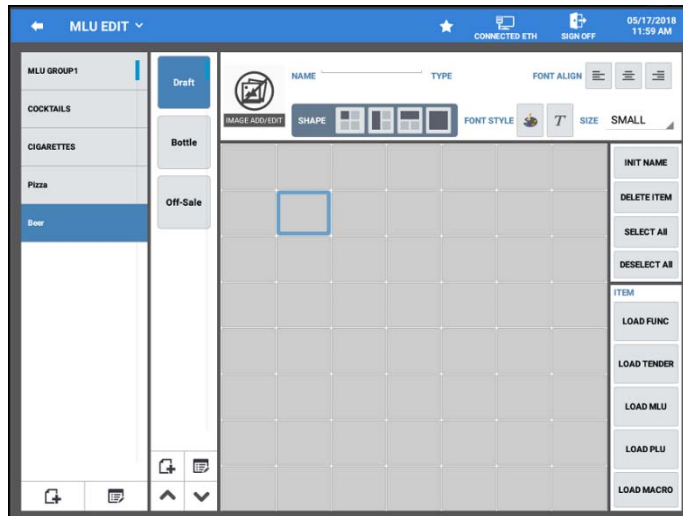 MLU EDIT
CONNECTED ETH
SIGN OFF
05/17/2018
11:59 AM
MLU GROUP1
COCKTAILS
CIGARETTES
Pizza
Beer
Draft
Bottle
Off-Sale
IMAGE ADD/EDIT
NAME
TYPE
FONT ALIGN
SHAPE
FONT STYLE
T
SIZE
SMALL
INIT NAME
DELETE ITEM
SELECT All
DESELECT All
ITEM
LOAD FUNC
LOAD TENDER
LOAD MLU
LOAD PLU
LOAD MACRO